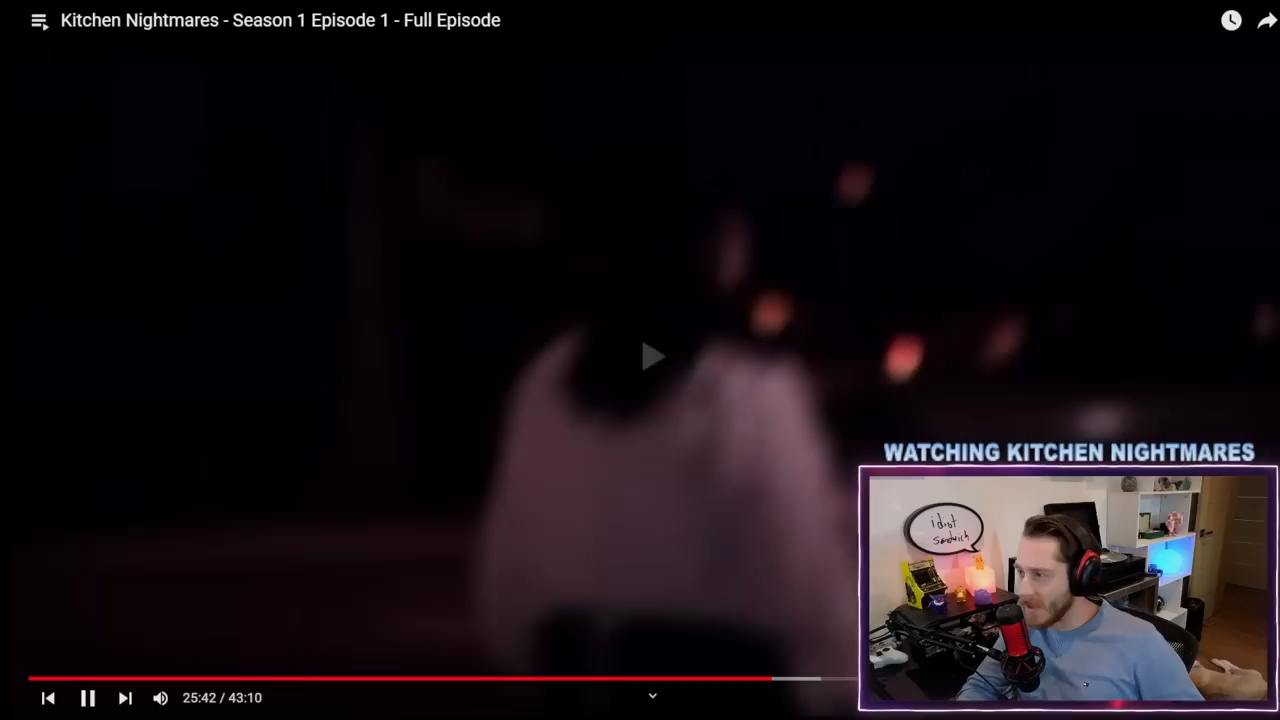 Kitchen Nightmares - Season 1 Episode 1 - Full Episode
WATCHING KITCHEN NIGHTMARES
idiot
sandwich
25:42 / 43:10